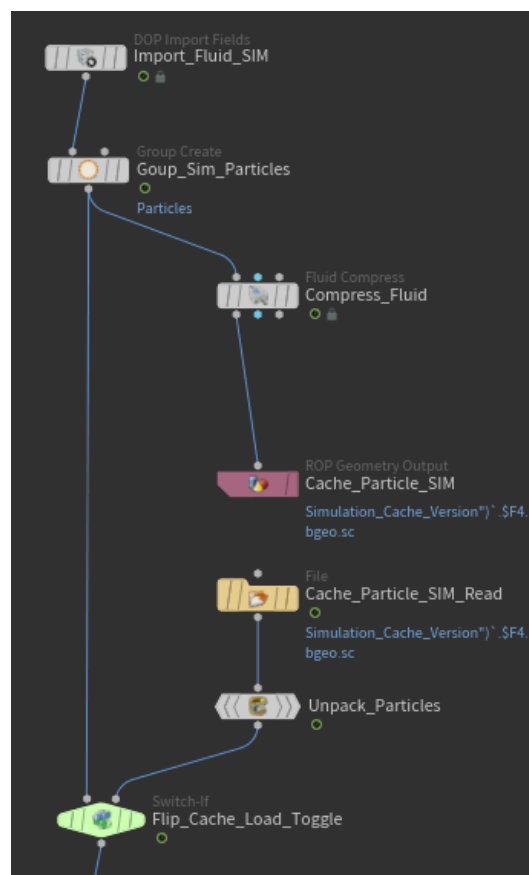 DOP Import Fields
Import_Fluid_SIM
Group Create
Goup_Sim_Particles
Particles
Fluid Compress
Compress_Fluid
ROP Geometry Output
Cache_Particle_SIM
Simulation_Cache_Version")`.$F4.
bgeo.sc
File
Cache_Particle_SIM_Read
Simulation_Cache_Version")`.$F4.
bgeo.sc
Unpack_Particles
Switch-If
Flip_Cache_Load_Toggle